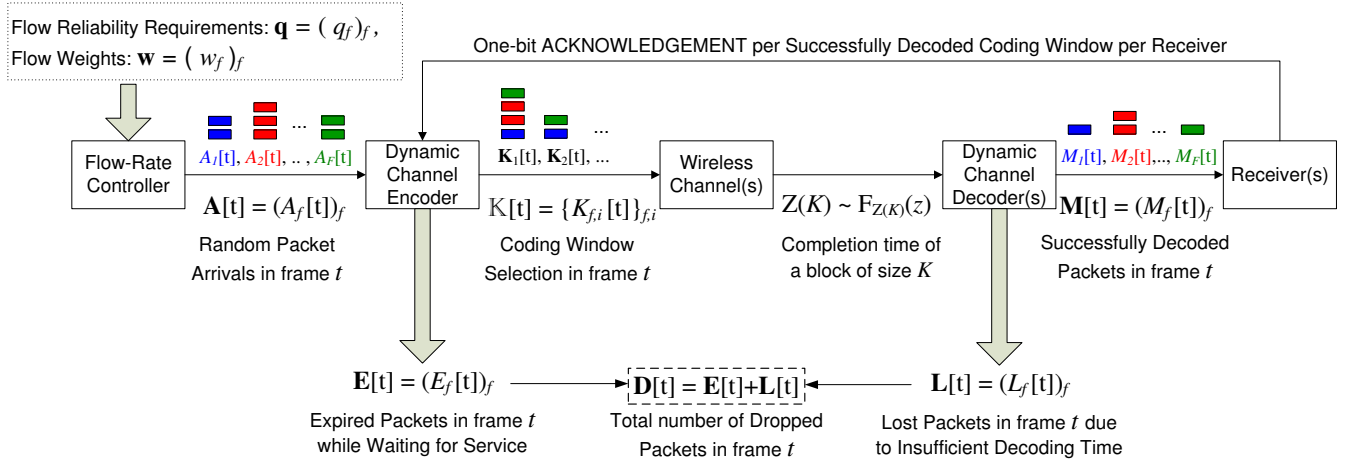 Flow Reliability Requirements: q = ( q_f )_f ,
Flow Weights: w = ( w_f )_f
One-bit ACKNOWLEDGEMENT per Successfully Decoded Coding Window per Receiver
Flow-Rate
Controller
...
A_1[t], A_2[t], .. , A_F[t]
A[t] = (A_f[t])_f
Random Packet
Arrivals in frame t
Dynamic
Channel
Encoder
...
K_1[t], K_2[t], ...
𝕂[t] = {K_{f,i}[t]}_{f,i}
Coding Window
Selection in frame t
Wireless
Channel(s)
Z(K) ~ F_{Z(K)}(z)
Completion time of
a block of size K
Dynamic
Channel
Decoder(s)
...
M_1[t], M_2[t],.., M_F[t]
M[t] = (M_f[t])_f
Successfully Decoded
Packets in frame t
Receiver(s)
E[t] = (E_f[t])_f
Expired Packets in frame t
while Waiting for Service
D[t] = E[t]+L[t]
Total number of Dropped
Packets in frame t
L[t] = (L_f[t])_f
Lost Packets in frame t due
to Insufficient Decoding Time